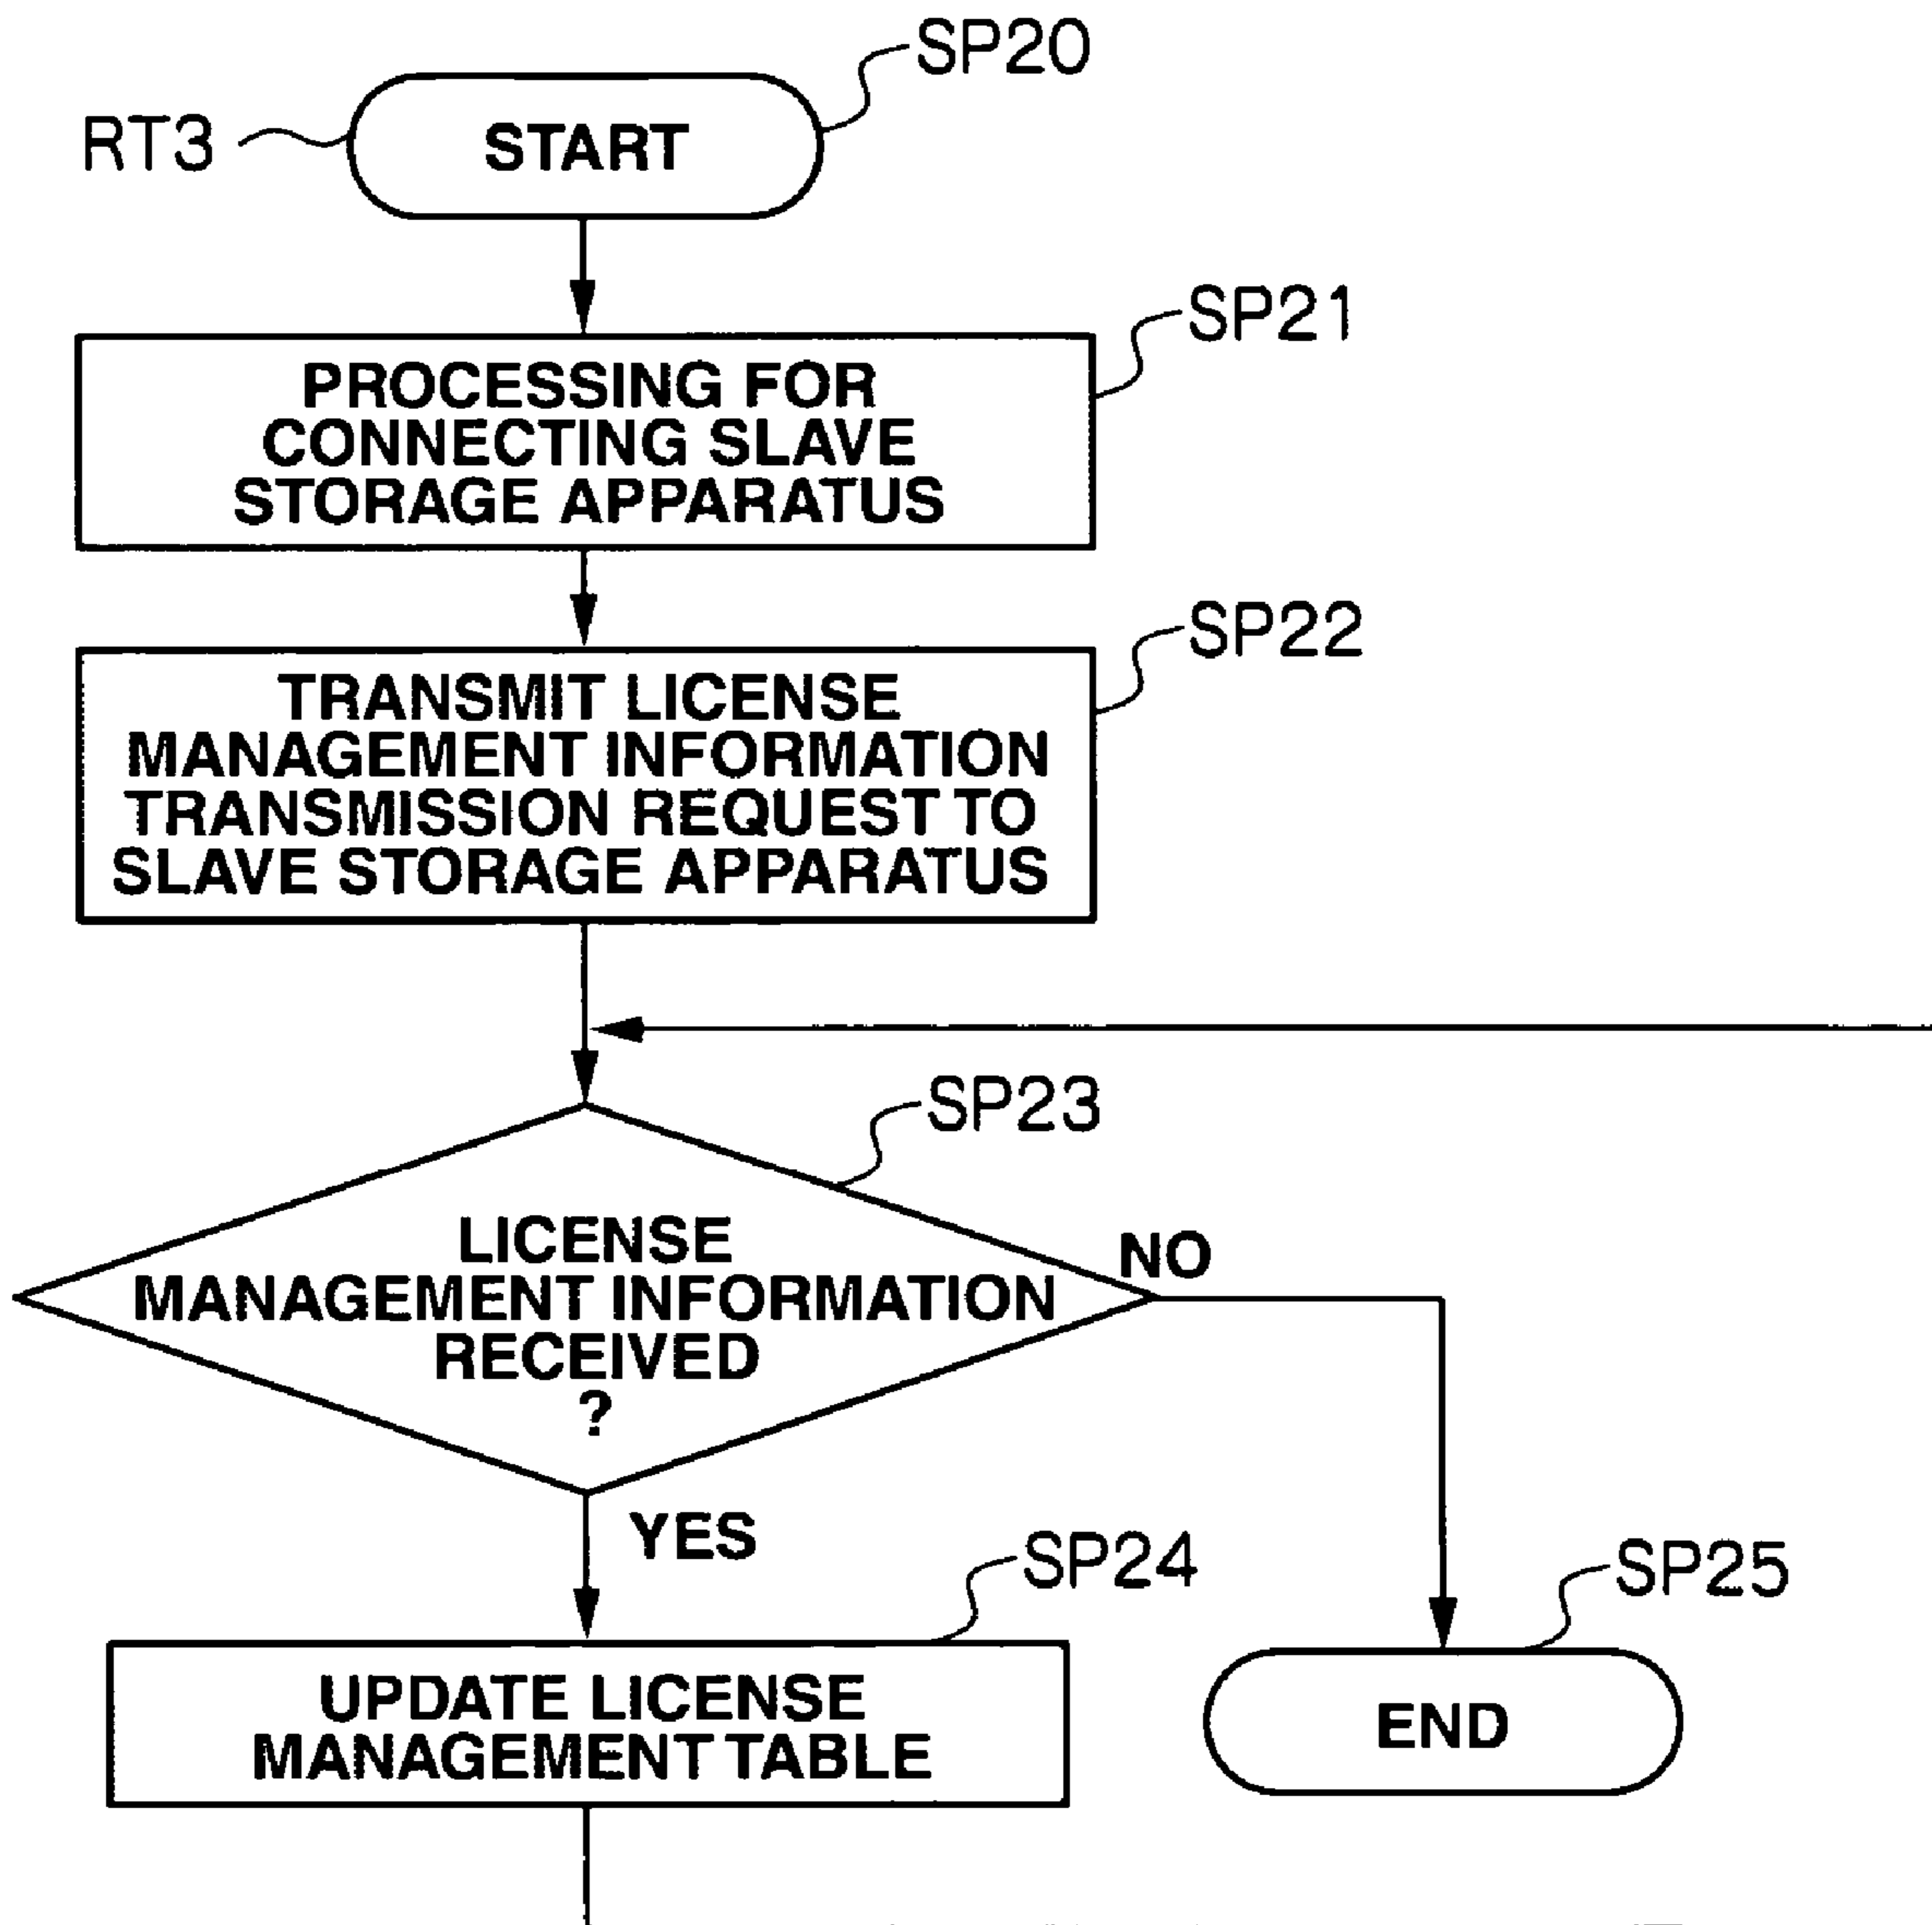 SP20
RT3
START
SP21
PROCESSING FOR
CONNECTING SLAVE
STORAGE APPARATUS
SP22
TRANSMIT LICENSE
MANAGEMENT INFORMATION
TRANSMISSION REQUEST TO
SLAVE STORAGE APPARATUS
SP23
LICENSE
MANAGEMENT INFORMATION
RECEIVED
?
NO
YES
SP24
SP25
UPDATE LICENSE
MANAGEMENT TABLE
END